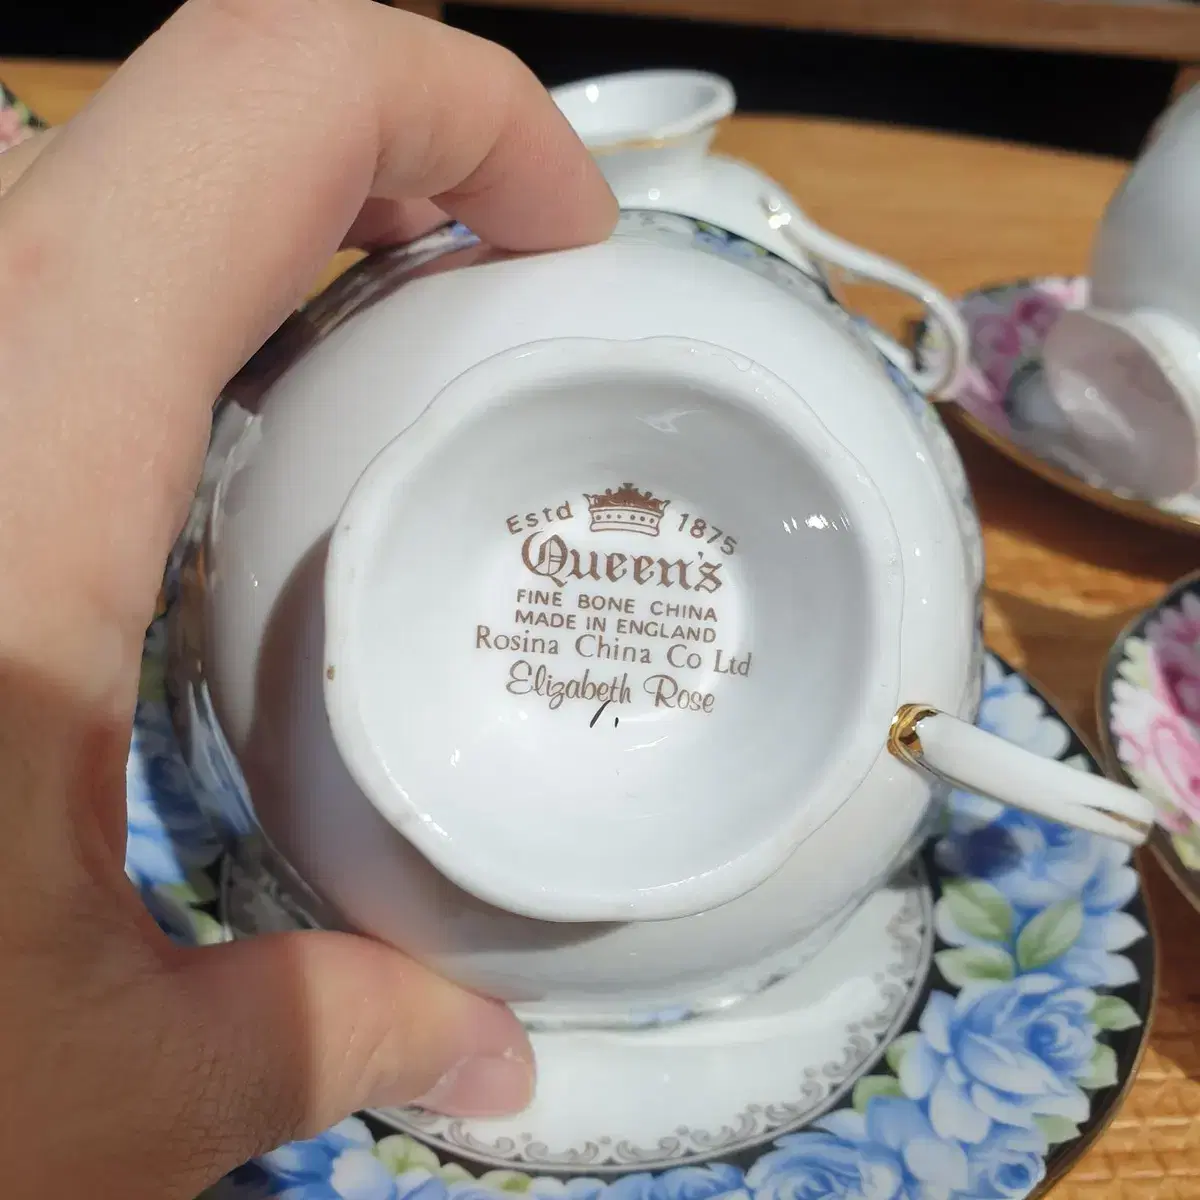 Estd 1875
Queen's
FINE BONE CHINA
MADE IN ENGLAND
Rosina China Co Ltd
Elizabeth Rose